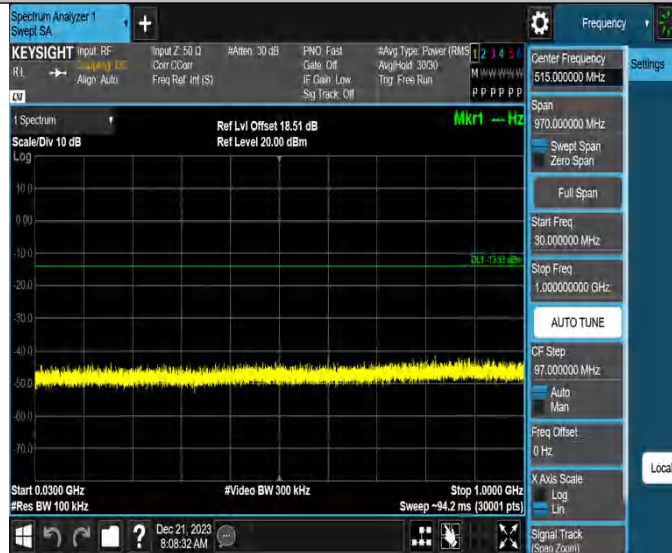 Spectrum Analyzer 1
Swept SA
+
Frequency
KEYSIGHT
Input: RF
Coupling: DC
Align: Auto
Input Z: 50 Ω
Corr CCorr
Freq Ref: Int (S)
#Atten: 30 dB
PNO: Fast
Gate: Off
IF Gain: Low
Sig Track: Off
#Avg Type: Power (RMS)
Avg|Hold: 30/30
Trig: Free Run
1 2 3 4 5 6
M W W W W W
P P P P P P
RL
1 Spectrum
Scale/Div 10 dB
Log
Ref Lvl Offset 18.51 dB
Ref Level 20.00 dBm
Mkr1 --- Hz
10.0
0.00
-10.0
-20.0
-30.0
-40.0
-50.0
-60.0
-70.0
Start 0.0300 GHz
#Res BW 100 kHz
#Video BW 300 kHz
Stop 1.0000 GHz
Sweep ~94.2 ms (30001 pts)
?
Dec 21, 2023
8:08:32 AM
Center Frequency
515.000000 MHz
Settings
Span
970.000000 MHz
Swept Span
Zero Span
Full Span
Start Freq
30.000000 MHz
Stop Freq
1.000000000 GHz
AUTO TUNE
CF Step
97.000000 MHz
Auto
Man
Freq Offset
0 Hz
X Axis Scale
Log
Lin
Local
Signal Track
(Span Zoom)